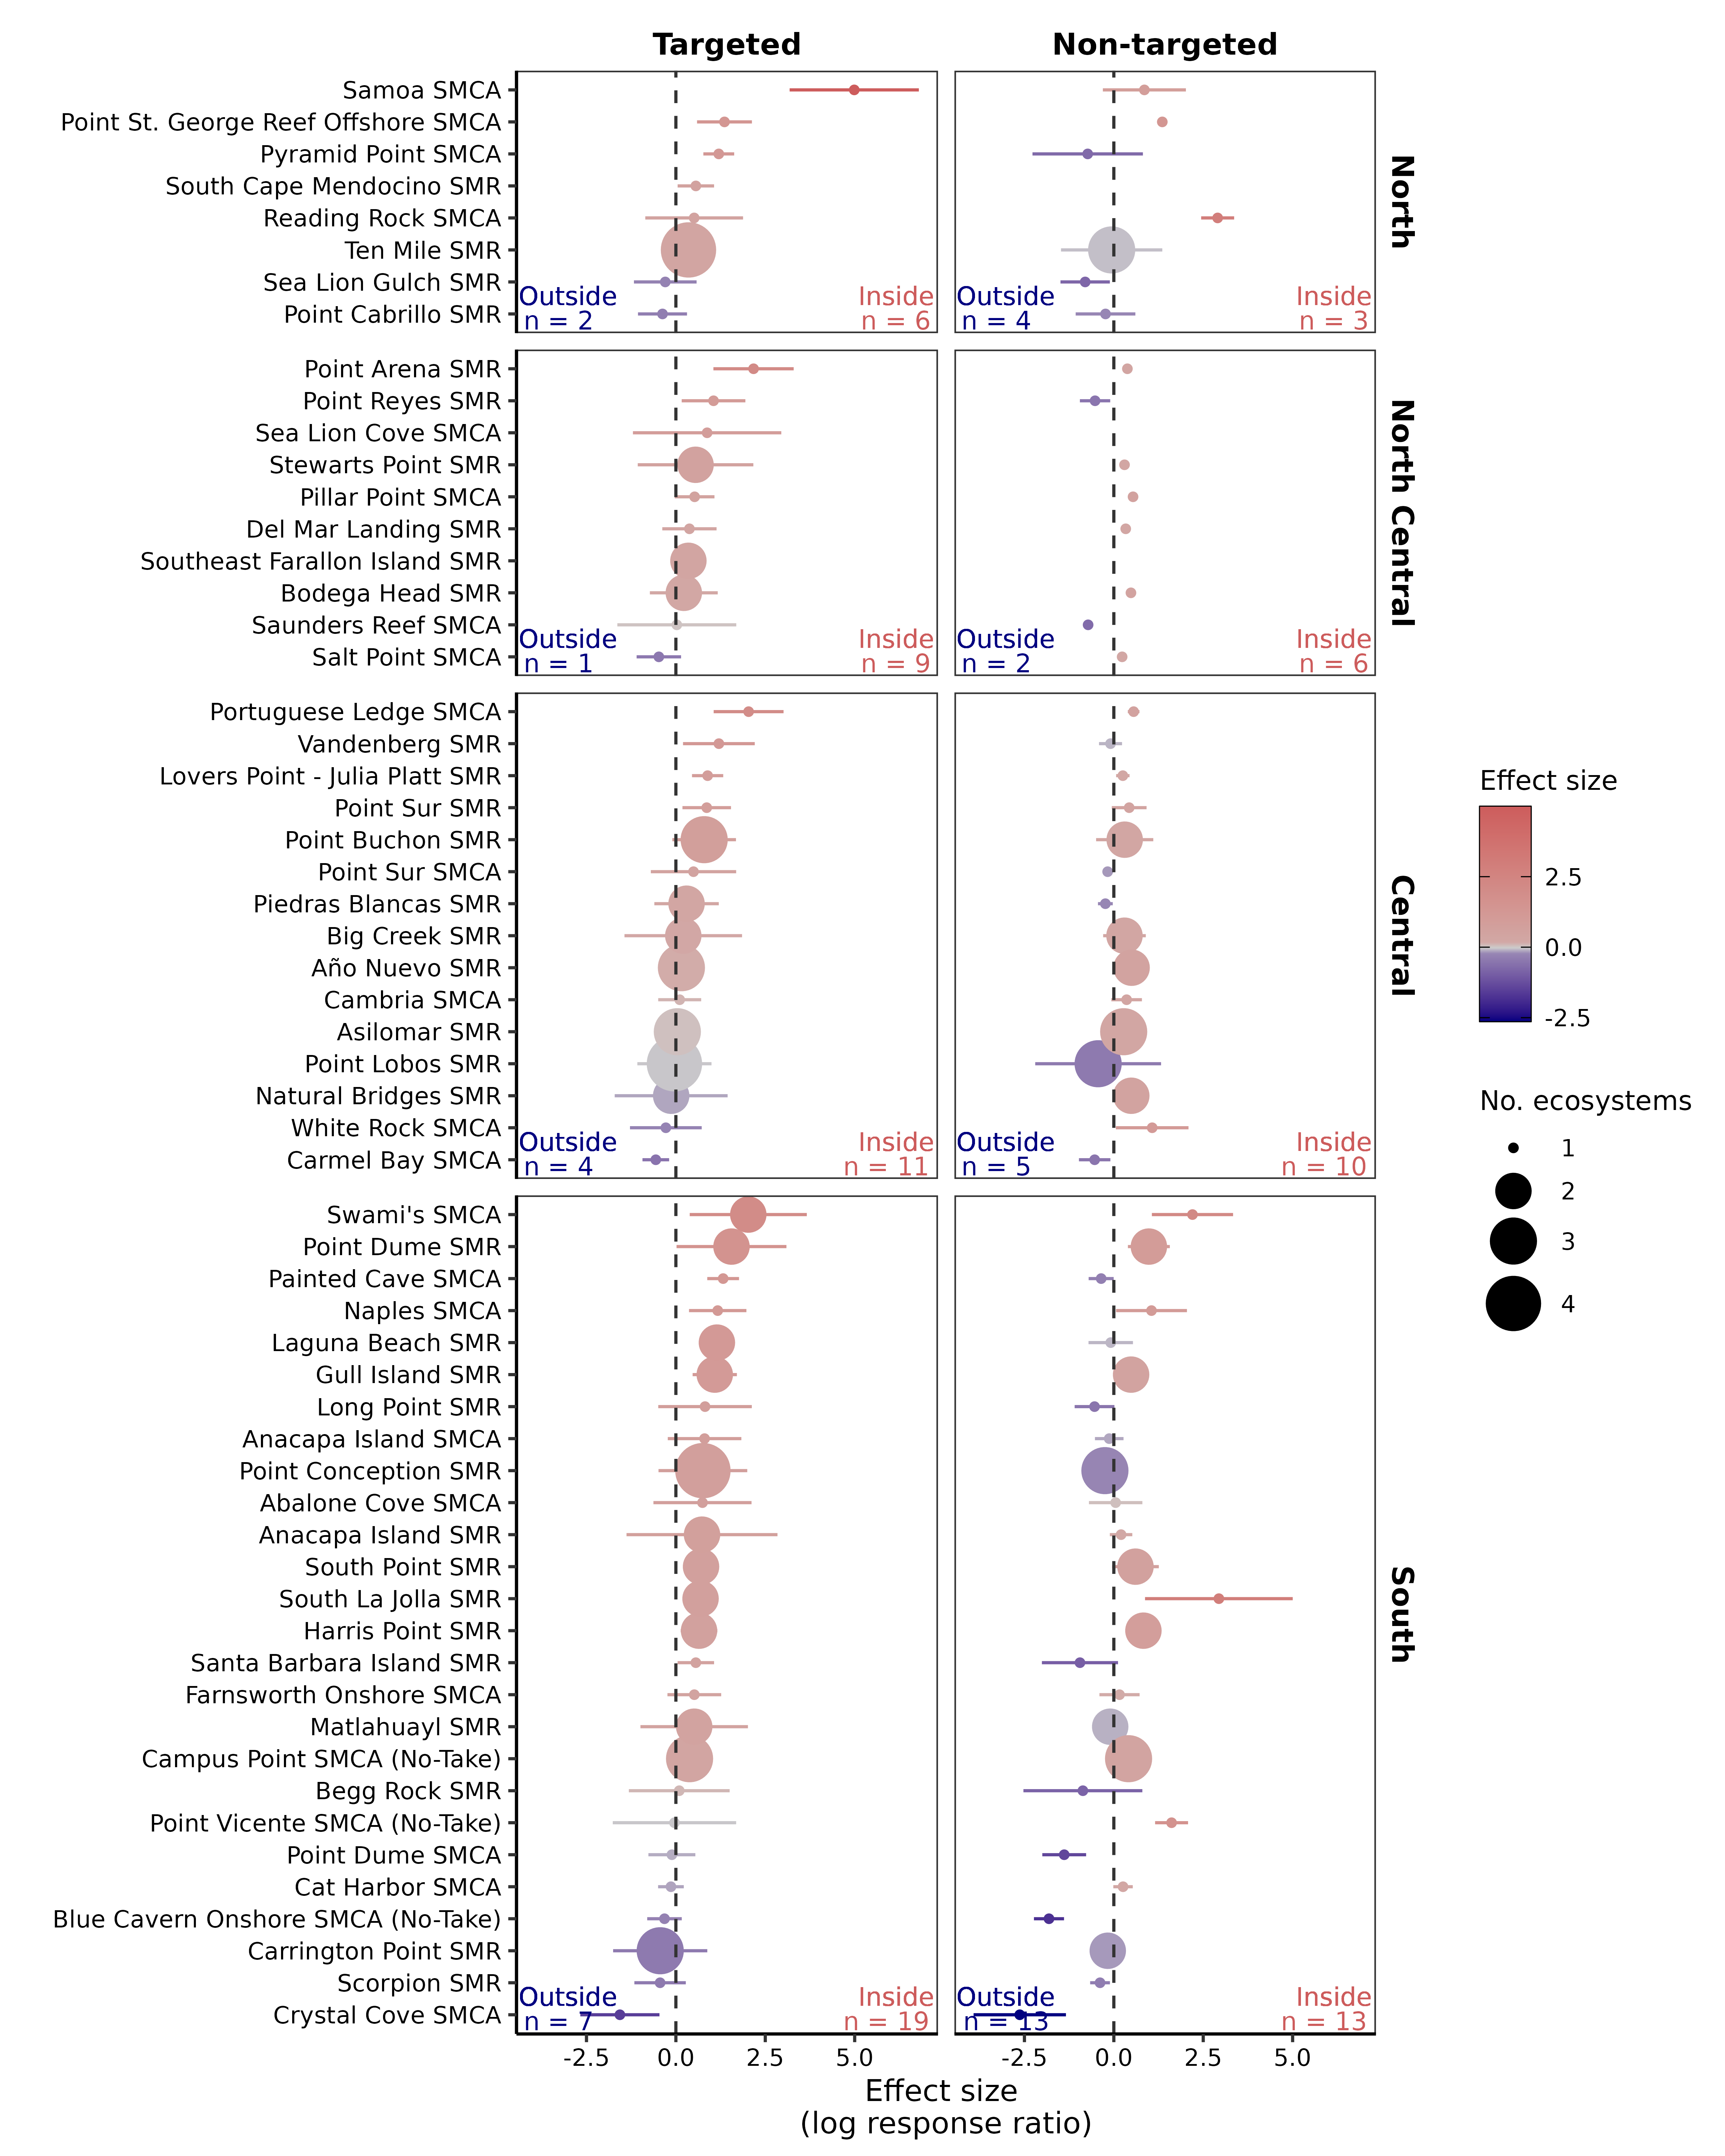 Targeted
Non-targeted
Samoa SMCA
Point St. George Reef Offshore SMCA
Pyramid Point SMCA
South Cape Mendocino SMR
Reading Rock SMCA
Ten Mile SMR
Sea Lion Gulch SMR
Point Cabrillo SMR
Outside
n = 2
Inside
n = 6
Outside
n = 4
Inside
n = 3
North
Point Arena SMR
Point Reyes SMR
Sea Lion Cove SMCA
Stewarts Point SMR
Pillar Point SMCA
Del Mar Landing SMR
Southeast Farallon Island SMR
Bodega Head SMR
Saunders Reef SMCA
Salt Point SMCA
Outside
n = 1
Inside
n = 9
Outside
n = 2
Inside
n = 6
North Central
Portuguese Ledge SMCA
Vandenberg SMR
Lovers Point - Julia Platt SMR
Point Sur SMR
Point Buchon SMR
Point Sur SMCA
Piedras Blancas SMR
Big Creek SMR
Año Nuevo SMR
Cambria SMCA
Asilomar SMR
Point Lobos SMR
Natural Bridges SMR
White Rock SMCA
Carmel Bay SMCA
Outside
n = 4
Inside
n = 11
Outside
n = 5
Inside
n = 10
Central
Swami's SMCA
Point Dume SMR
Painted Cave SMCA
Naples SMCA
Laguna Beach SMR
Gull Island SMR
Long Point SMR
Anacapa Island SMCA
Point Conception SMR
Abalone Cove SMCA
Anacapa Island SMR
South Point SMR
South La Jolla SMR
Harris Point SMR
Santa Barbara Island SMR
Farnsworth Onshore SMCA
Matlahuayl SMR
Campus Point SMCA (No-Take)
Begg Rock SMR
Point Vicente SMCA (No-Take)
Point Dume SMCA
Cat Harbor SMCA
Blue Cavern Onshore SMCA (No-Take)
Carrington Point SMR
Scorpion SMR
Crystal Cove SMCA
Outside
n = 7
Inside
n = 19
Outside
n = 13
Inside
n = 13
South
-2.5 0.0 2.5 5.0
-2.5 0.0 2.5 5.0
Effect size
(log response ratio)
Effect size
2.5
0.0
-2.5
No. ecosystems
1
2
3
4